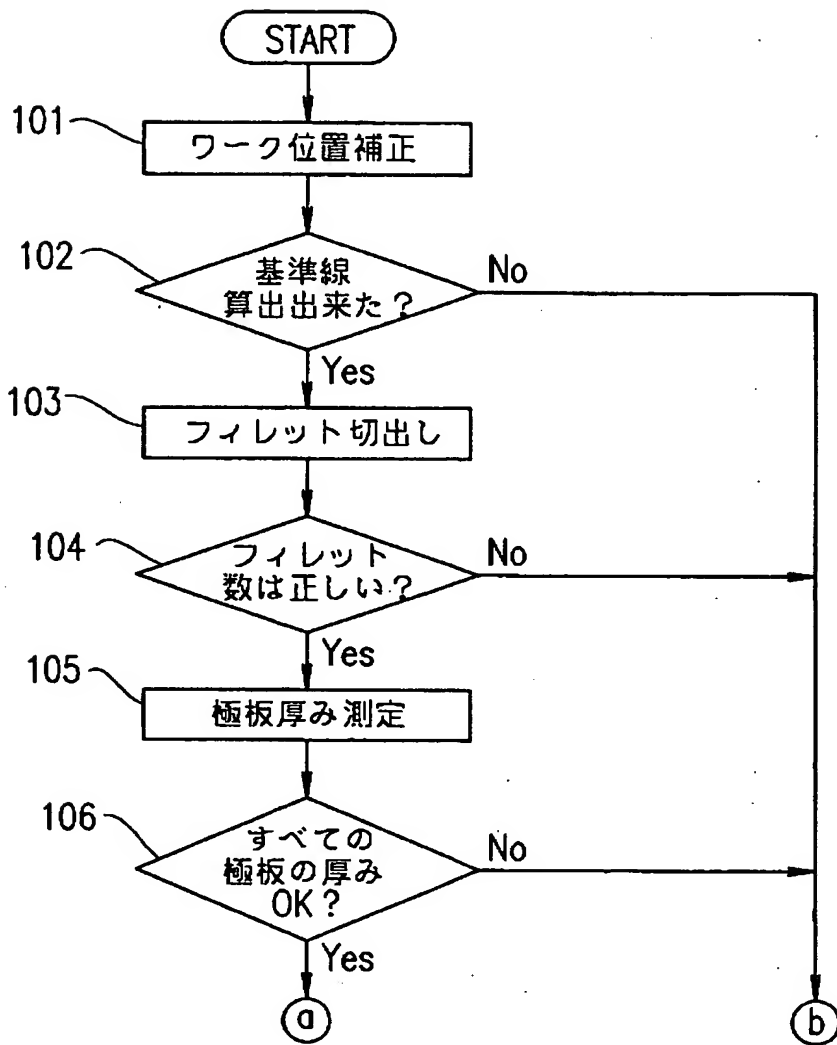 START
101
ワーク位置補正
102
基準線
算出出来た？
No
Yes
103
フィレット切出し
104
フィレット
数は正しい？
No
Yes
105
極板厚み測定
106
すべての
極板の厚み
OK？
No
Yes
a
b